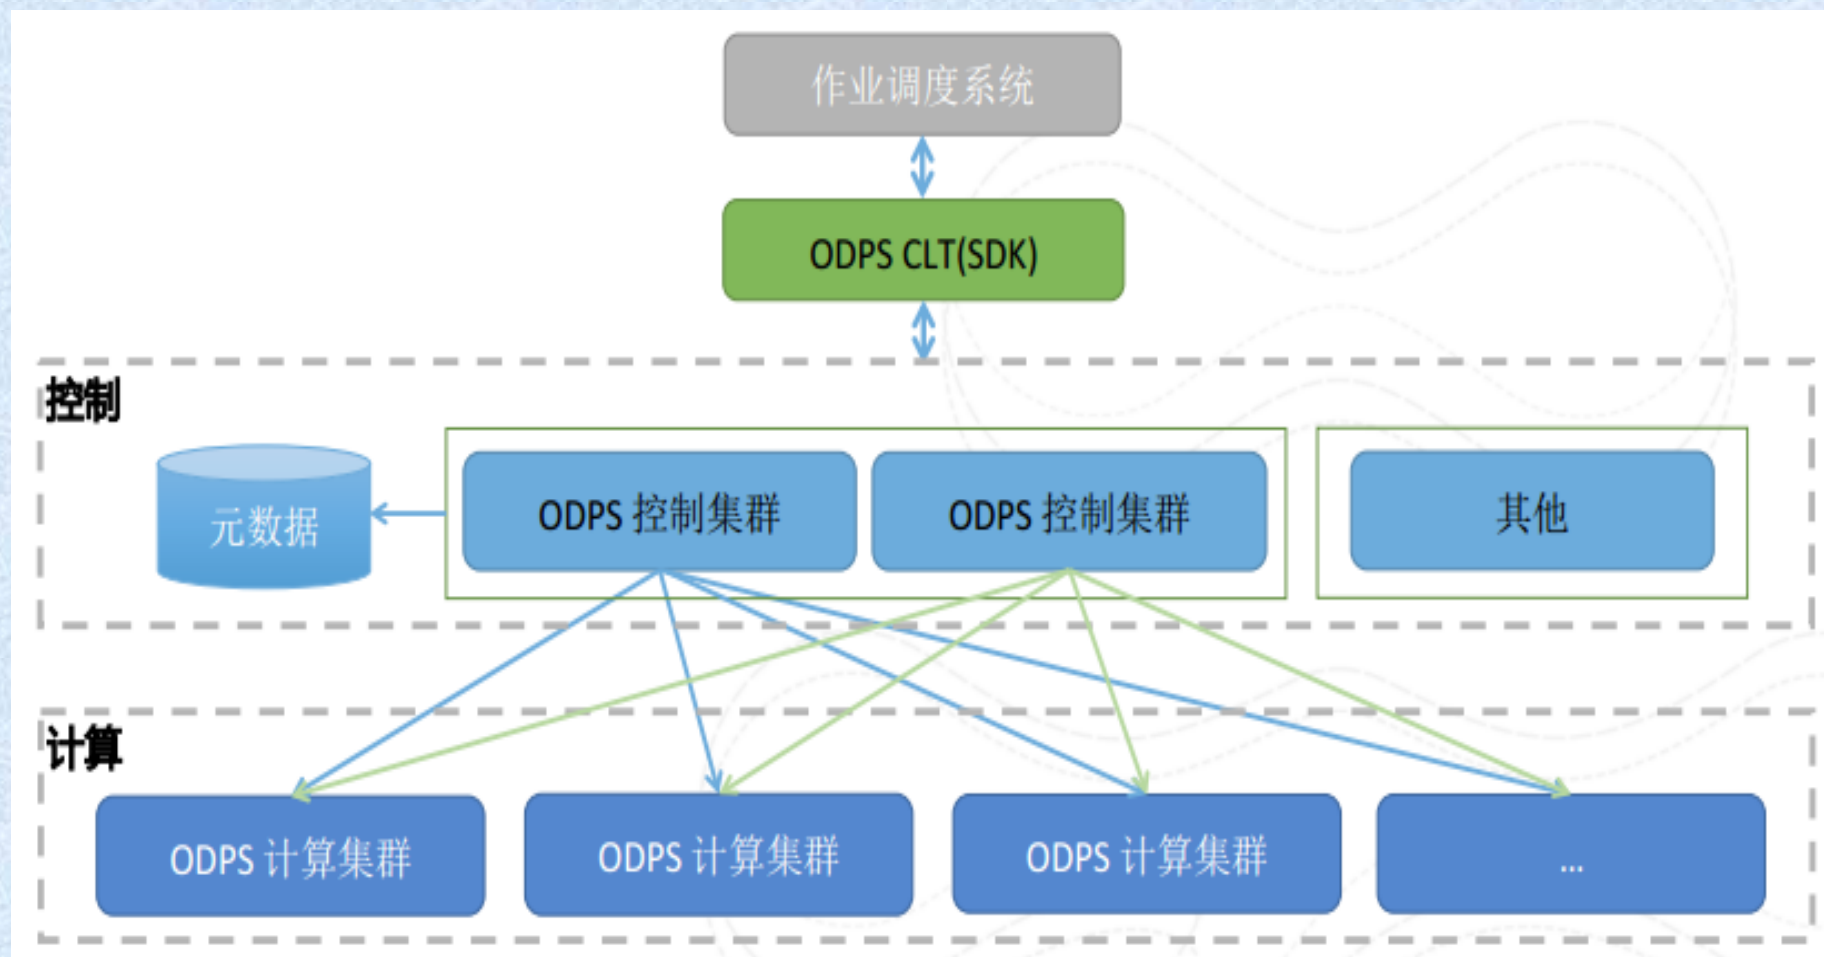 作业调度系统
ODPS CLT(SDK)
控制
元数据
ODPS 控制集群
ODPS 控制集群
其他
计算
ODPS 计算集群
ODPS 计算集群
ODPS 计算集群
...